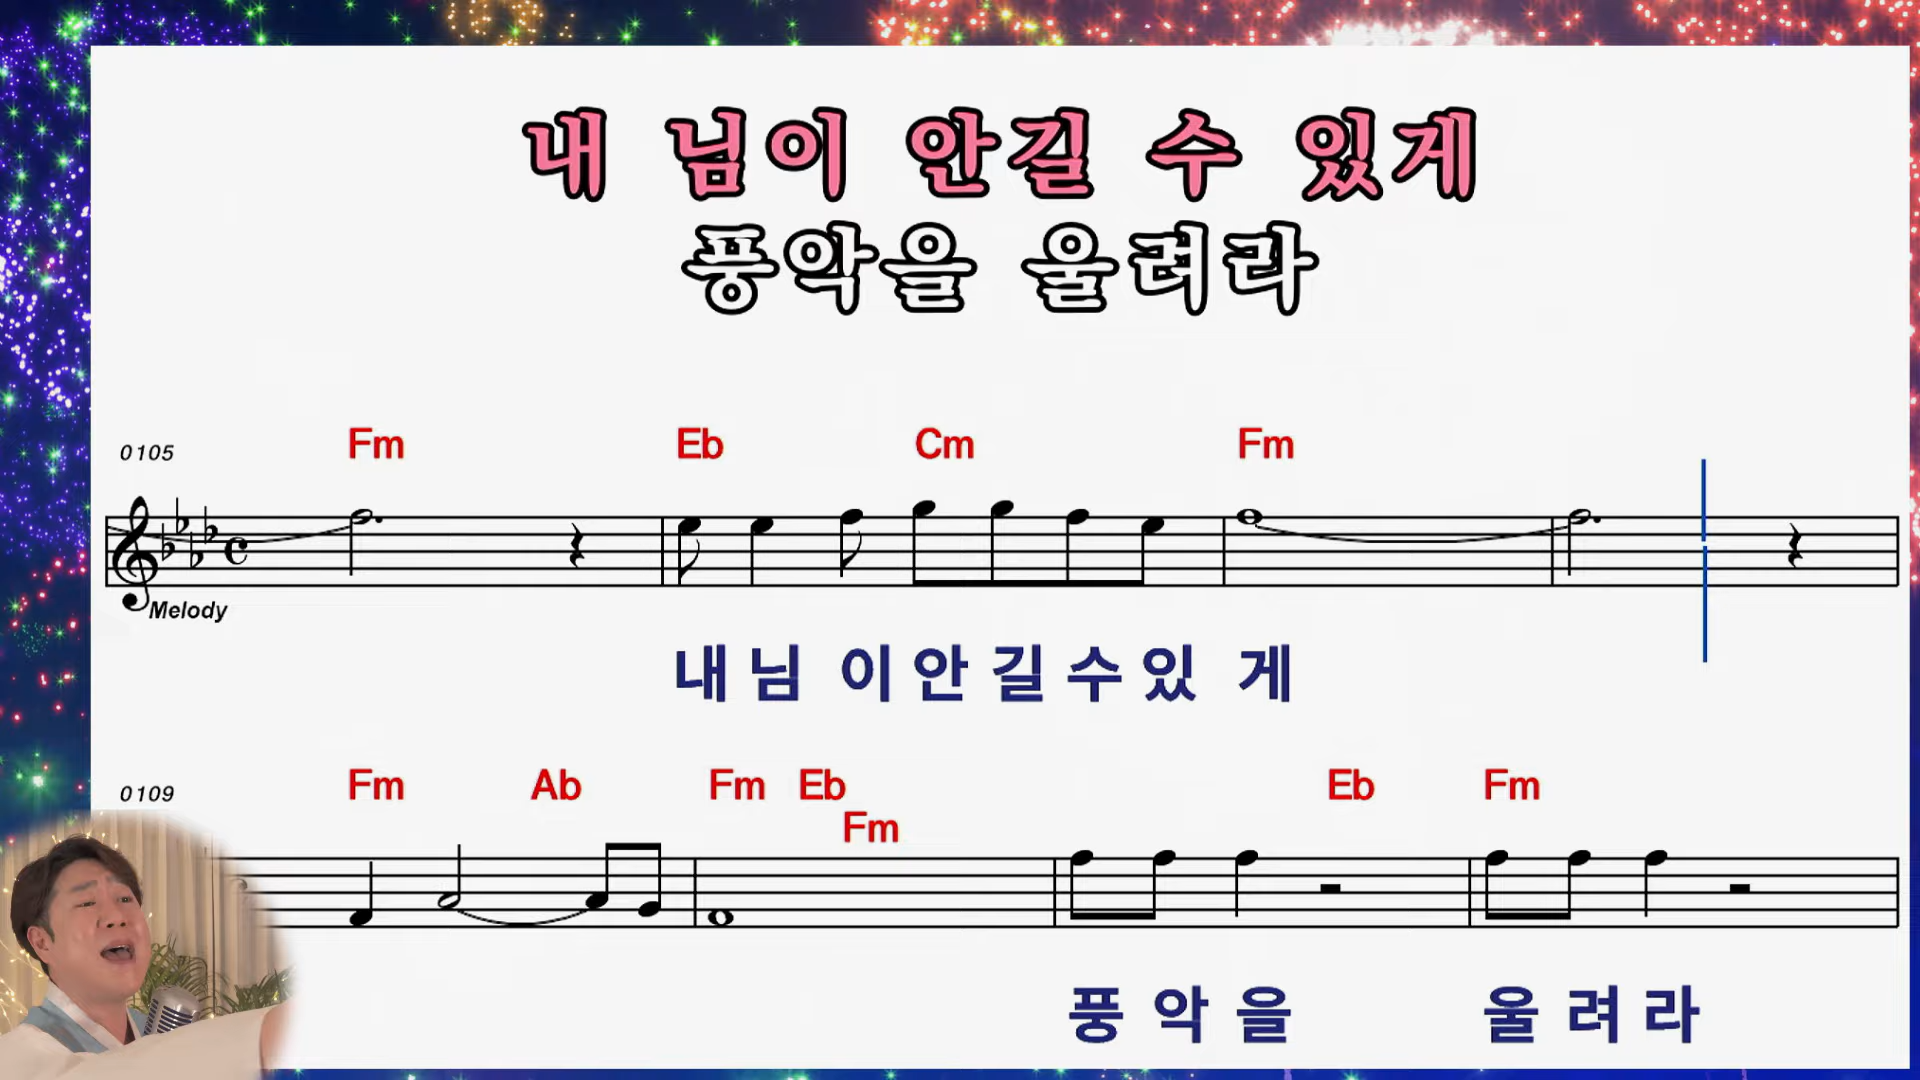 내 님이 안길 수 있게
풍악을 울려라
0105 Fm Eb Cm Fm
Melody
내 님 이 안 길 수 있 게
0109 Fm Ab Fm Eb Eb Fm
Fm
풍 악 을 울 려 라